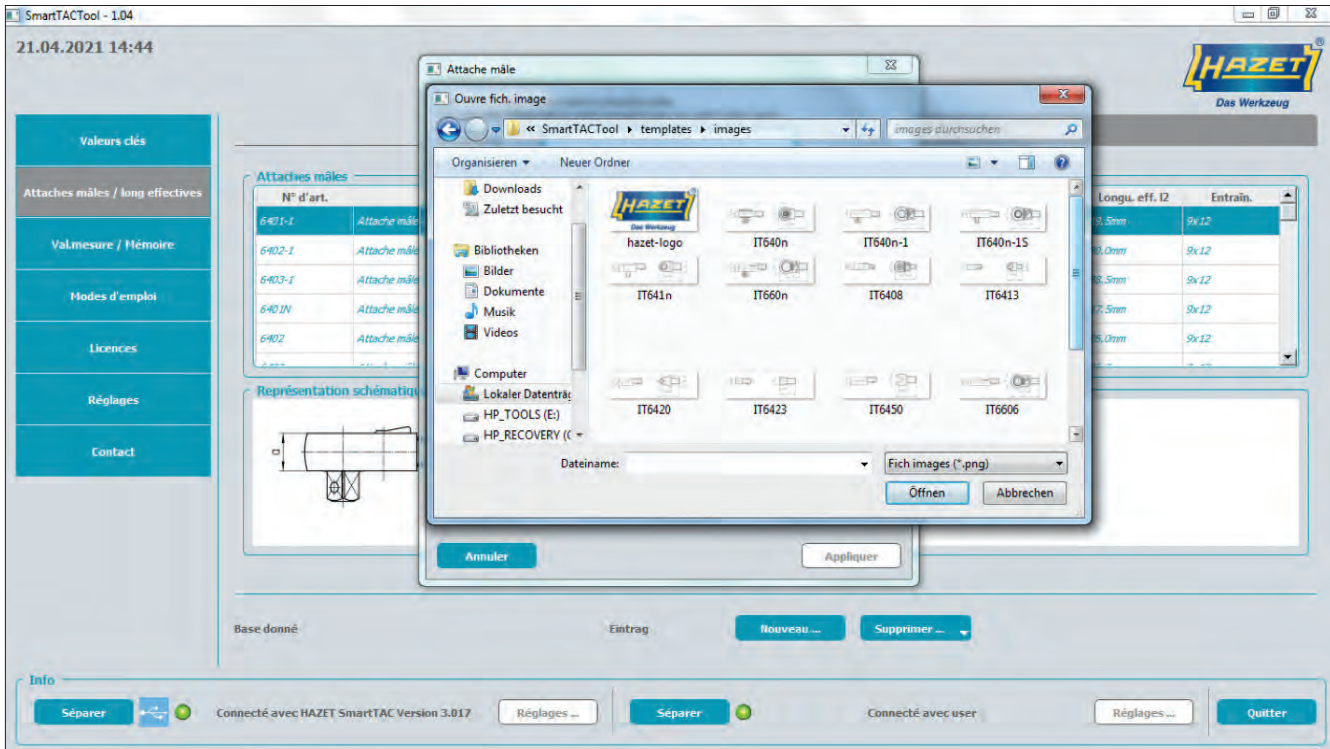 SmartTACTool - 1.04
21.04.2021 14:44
HAZET®
Das Werkzeug
Valeurs clés
Attaches mâles / long effectives
Val.mesure / Mémoire
Modes d'emploi
Licences
Réglages
Contact
Attaches mâles
N° d'art.
Longu. eff. l2
Entraîn.
6401-1
Attache mâle
9x12
6402-1
Attache mâle
9x12
6403-1
Attache mâle
9x12
6401N
Attache mâle
9x12
6402
Attache mâle
9x12
Représentation schématiqu
Attache mâle
Ouvre fich. image
« SmartTACTool templates images
images durchsuchen
Organisieren
Neuer Ordner
Downloads
Zuletzt besucht
Bibliotheken
Bilder
Dokumente
Musik
Videos
Computer
Lokaler Datenträg
HP_TOOLS (E:)
HP_RECOVERY ((
HAZET
Das Werkzeug
hazet-logo
IT640n
IT640n-1
IT640n-1S
IT641n
IT660n
IT6408
IT6413
IT6420
IT6423
IT6450
IT6606
Dateiname:
Fich images (*.png)
Öffnen
Abbrechen
Annuler
Appliquer
Base donné
Eintrag
Nouveau ...
Supprimer ...
Info
Séparer
Connecté avec HAZET SmartTAC Version 3.017
Réglages ...
Séparer
Connecté avec user
Réglages ...
Quitter